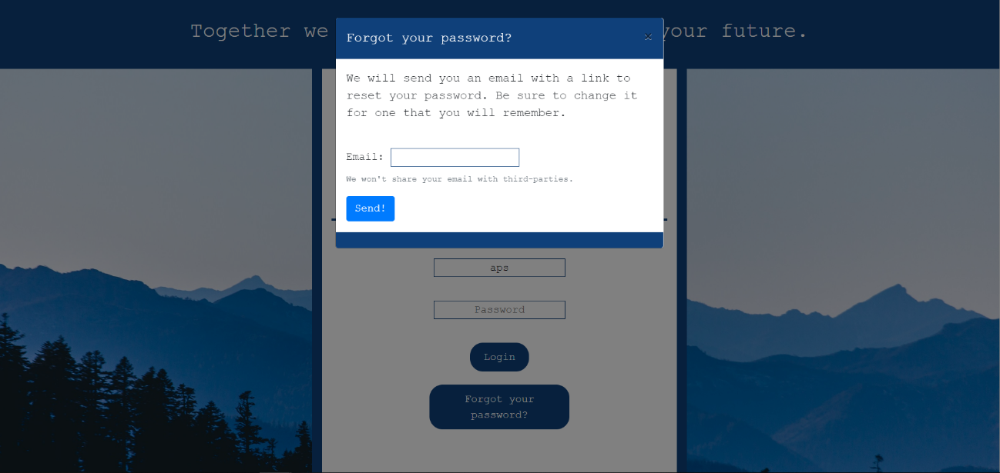 Together we your future.
Forgot your password?
×
We will send you an email with a link to
reset your password. Be sure to change it
for one that you will remember.
Email:
We won't share your email with third-parties.
Send!
aps
Password
Login
Forgot your
password?